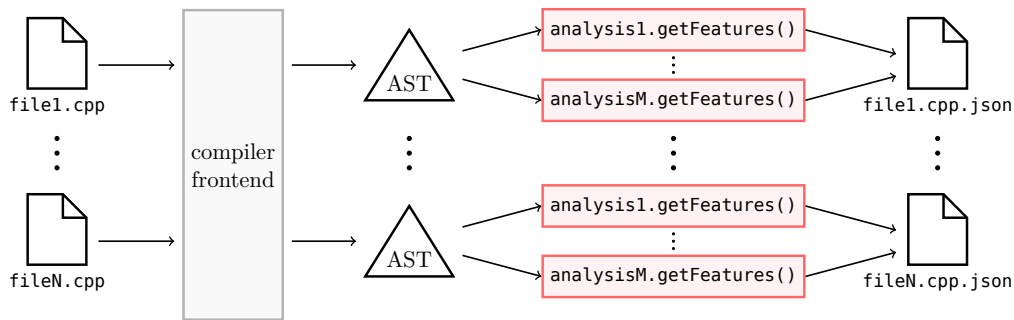 file1.cpp
compiler
frontend
AST
analysis1.getFeatures()
analysisM.getFeatures()
file1.cpp.json
fileN.cpp
AST
analysis1.getFeatures()
analysisM.getFeatures()
fileN.cpp.json